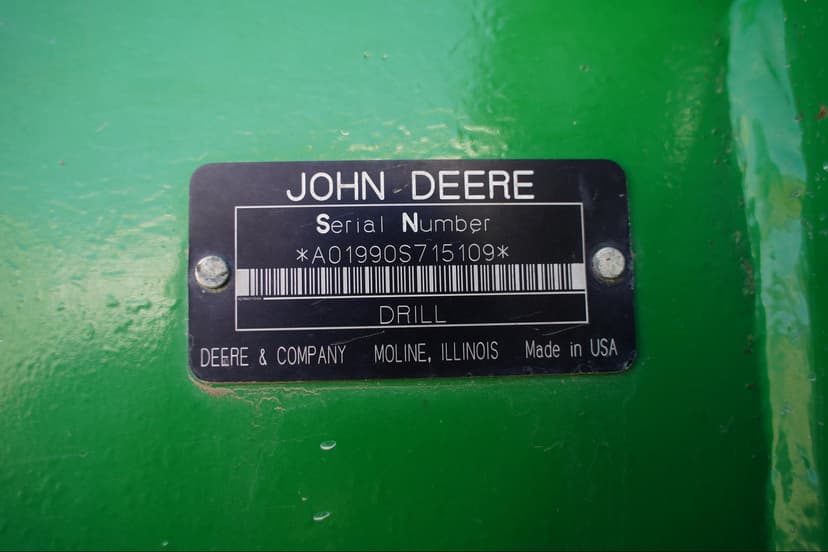 JOHN DEERE
Serial Number
*A01990S715109*
DRILL
DEERE & COMPANY MOLINE, ILLINOIS Made in USA